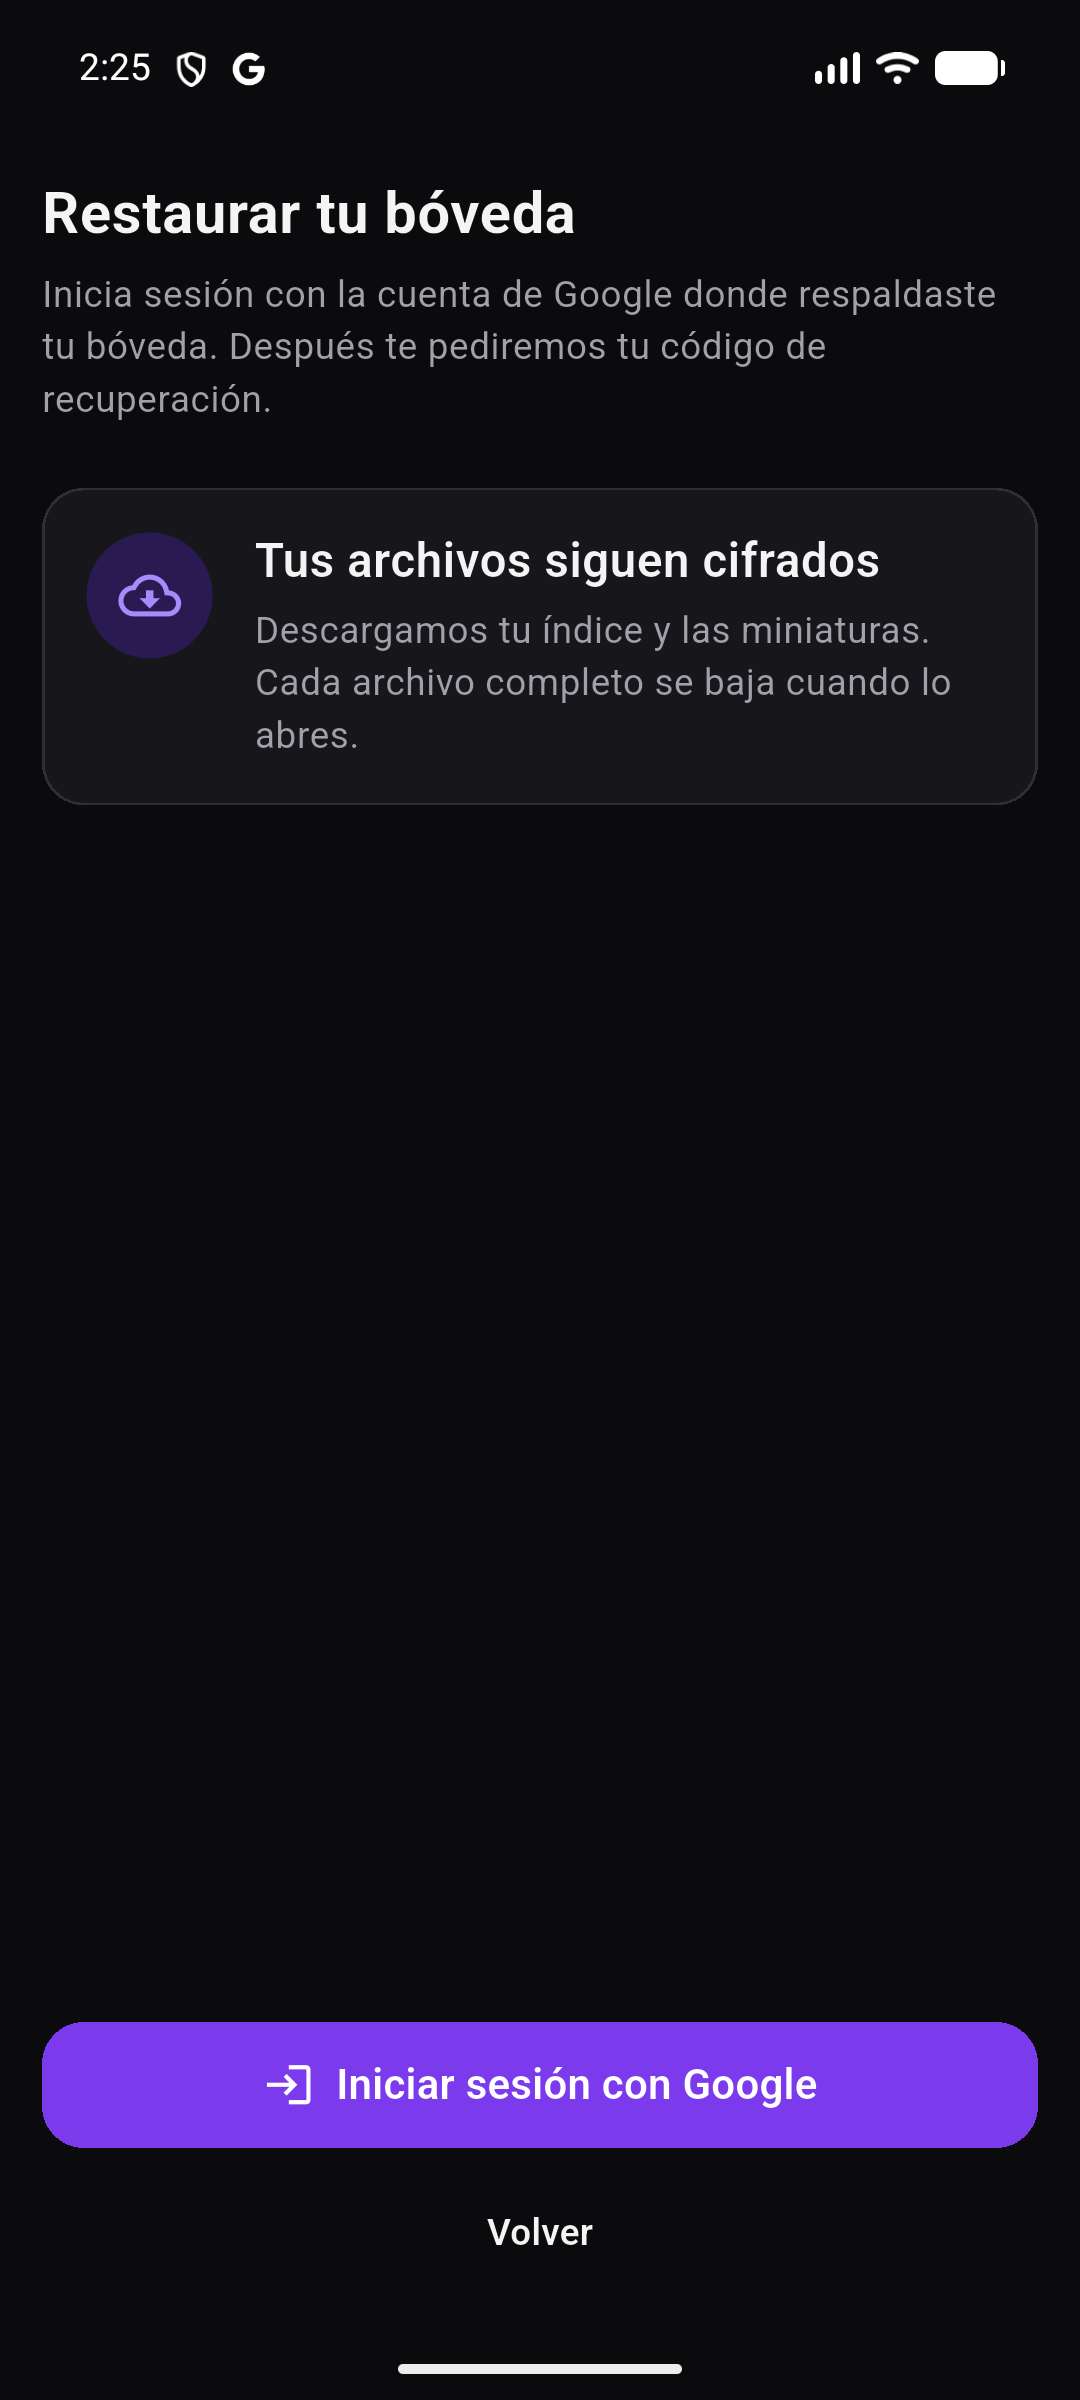 2:25
Restaurar tu bóveda
Inicia sesión con la cuenta de Google donde respaldaste
tu bóveda. Después te pediremos tu código de
recuperación.
Tus archivos siguen cifrados
Descargamos tu índice y las miniaturas.
Cada archivo completo se baja cuando lo
abres.
Iniciar sesión con Google
Volver